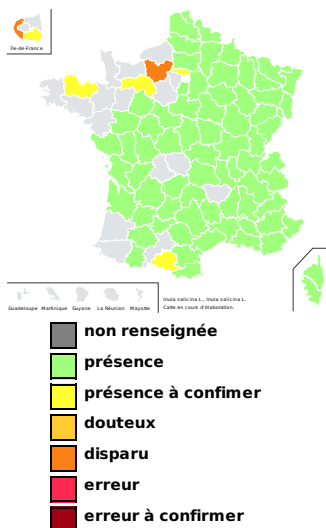 Île-de-France
Guadeloupe Martinique Guyane La Réunion Mayotte
Inula salicina L., Inula salicina L.
Carte en cours d'élaboration.
non renseignée
présence
présence à confimer
douteux
disparu
erreur
erreur à confirmer